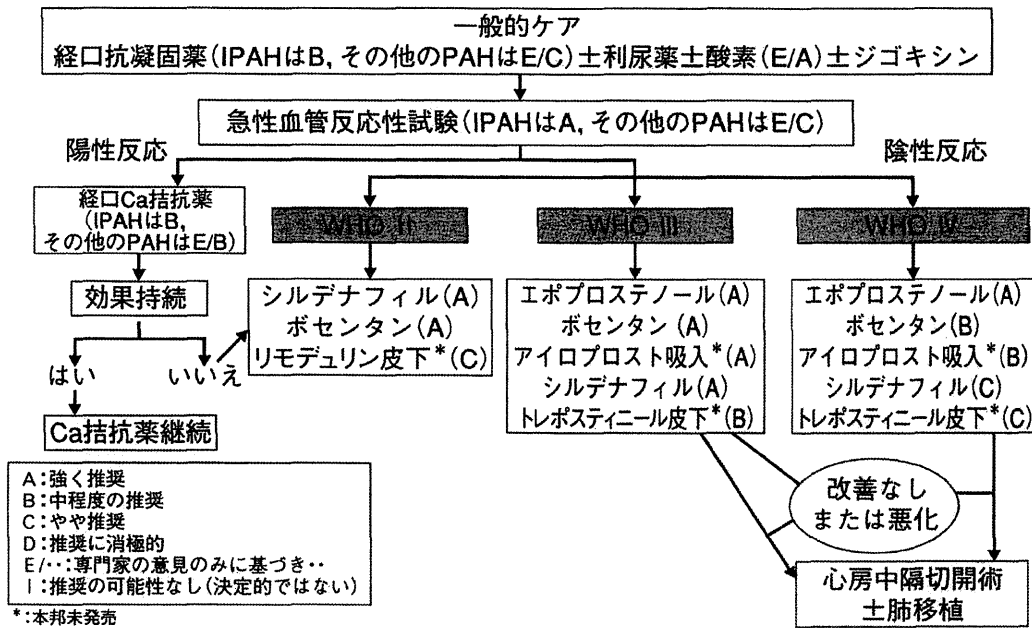 一般的ケア
経口抗凝固薬(IPAHはB, その他のPAHはE/C)±利尿薬±酸素(E/A)±ジゴキシン
急性血管反応性試験(IPAHはA, その他のPAHはE/C)
陽性反応
陰性反応
経口Ca拮抗薬
(IPAHはB,
その他のPAHはE/B)
WHO II
WHO III
WHO IV
効果持続
はい
いいえ
Ca拮抗薬継続
シルデナフィル(A)
ボセンタン(A)
リモデュリン皮下*(C)
エポプロステノール(A)
ボセンタン(A)
アイロプロスト吸入*(A)
シルデナフィル(A)
トレポスティニール皮下*(B)
エポプロステノール(A)
ボセンタン(B)
アイロプロスト吸入*(B)
シルデナフィル(C)
トレポスティニール皮下*(C)
改善なし
または悪化
心房中隔切開術
±肺移植
A:強く推奨
B:中程度の推奨
C:やや推奨
D:推奨に消極的
E/‥:専門家の意見のみに基づき‥
I:推奨の可能性なし(決定的ではない)
*:本邦未発売